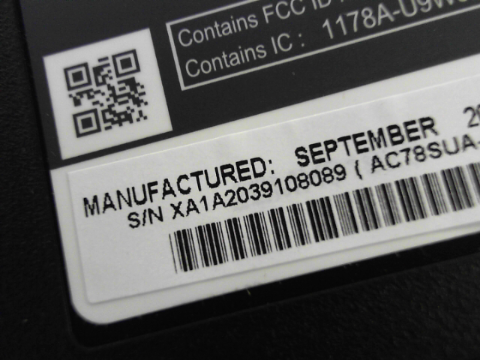 Contains FCC ID
Contains IC : 1178A-U9W
MANUFACTURED: SEPTEMBER
S/N XA1A2039108089 ( AC78SUA-